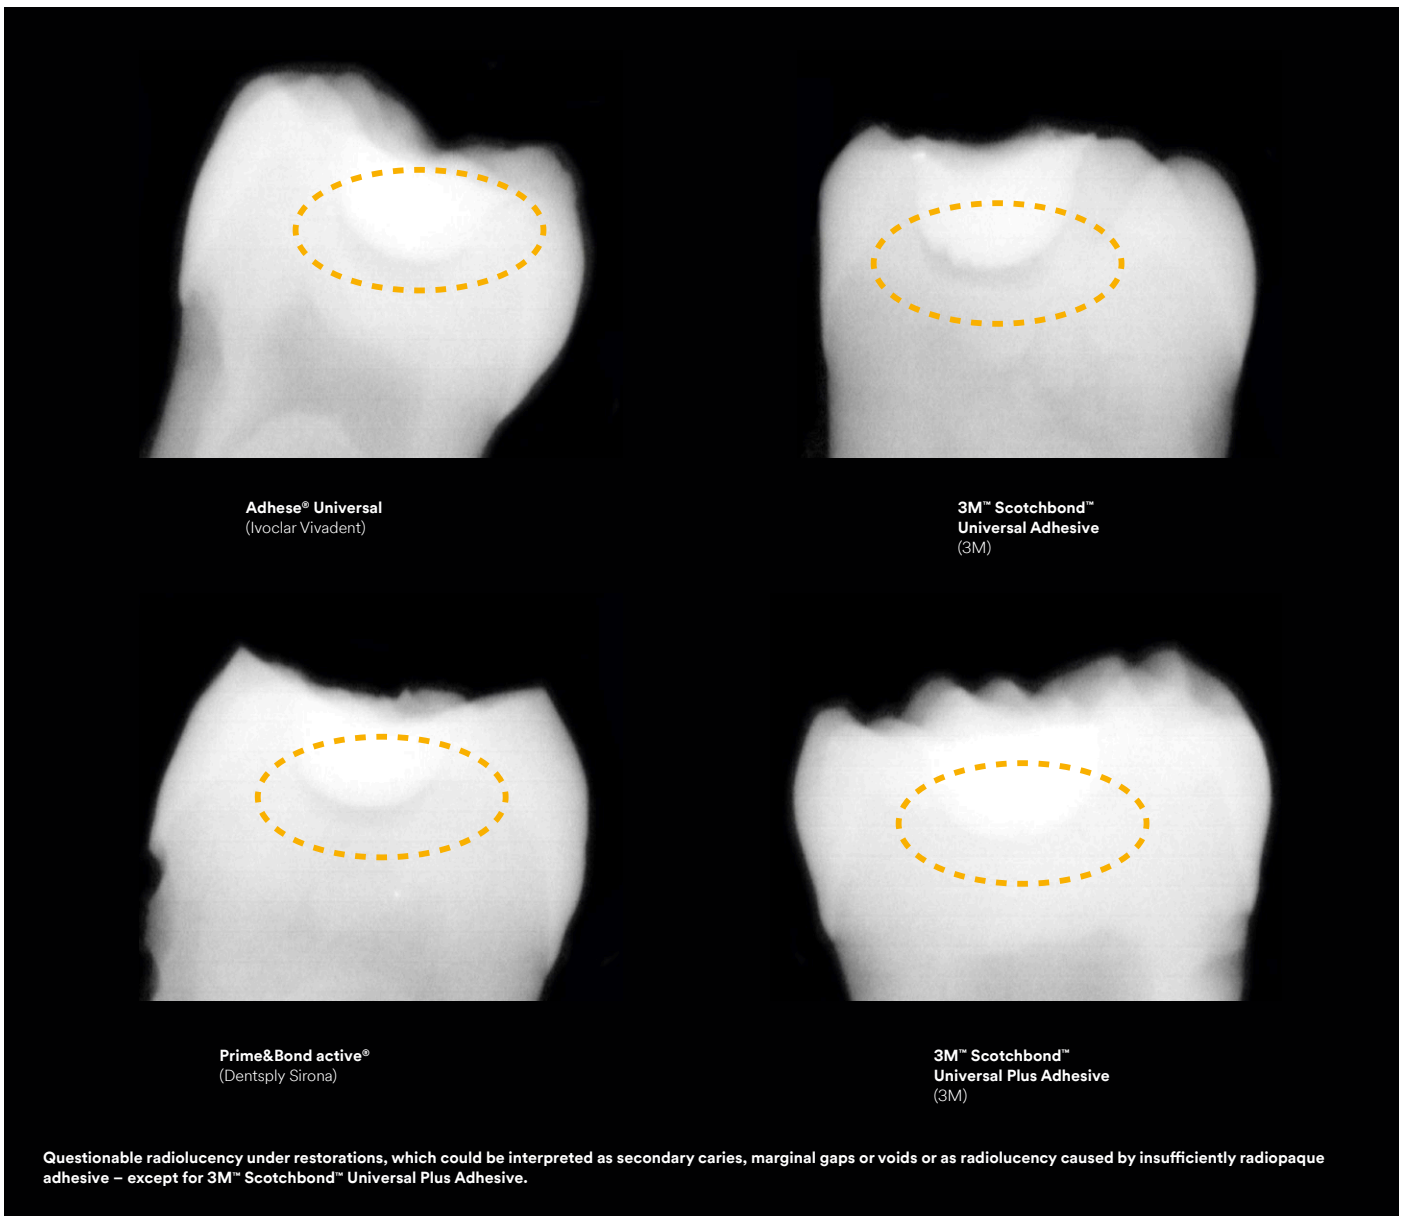 Adhese® Universal
(Ivoclar Vivadent)
3M™ Scotchbond™
Universal Adhesive
(3M)
Prime&Bond active®
(Dentsply Sirona)
3M™ Scotchbond™
Universal Plus Adhesive
(3M)
Questionable radiolucency under restorations, which could be interpreted as secondary caries, marginal gaps or voids or as radiolucency caused by insufficiently radiopaque
adhesive – except for 3M™ Scotchbond™ Universal Plus Adhesive.